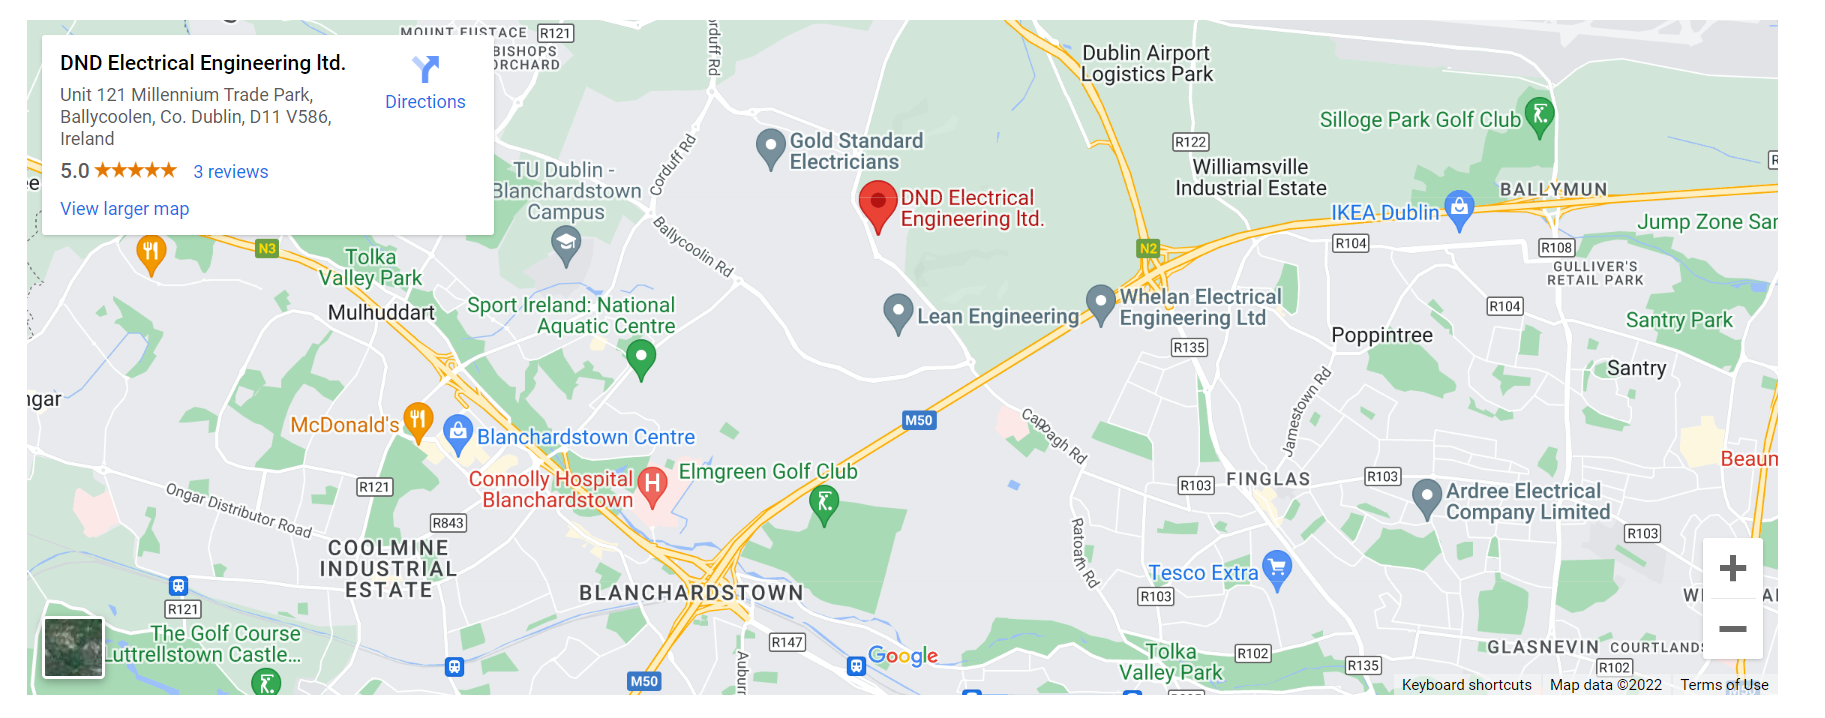 DND Electrical Engineering ltd.
Unit 121 Millennium Trade Park,
Ballycoolen, Co. Dublin, D11 V586,
Ireland
5.0
3 reviews
View larger map
Directions
MOUNT EUSTACE
R121
BISHOPS
ORCHARD
Corduff Rd
Ballycoolin Rd
TU Dublin -
Blanchardstown
Campus
Gold Standard
Electricians
DND Electrical
Engineering ltd.
Dublin Airport
Logistics Park
R122
Silloge Park Golf Club
Williamsville
Industrial Estate
BALLYMUN
IKEA Dublin
Jump Zone San
R104
R108
GULLIVER'S
RETAIL PARK
N3
N2
Tolka
Valley Park
Mulhuddart
Sport Ireland: National
Aquatic Centre
Lean Engineering
Whelan Electrical
Engineering Ltd
R104
Santry Park
Poppintree
R135
Santry
ngar
McDonald's
Blanchardstown Centre
M50
Cappagh Rd
Jamestown Rd
Beaum
Connolly Hospital
Blanchardstown
Elmgreen Golf Club
FINGLAS
R103
R103
R121
Ongar Distributor Road
R843
Ardree Electrical
Company Limited
R103
Ratoath Rd
COOLMINE
INDUSTRIAL
ESTATE
BLANCHARDSTOWN
Tesco Extra
R103
R121
The Golf Course
Luttrellstown Castle...
R147
Google
M50
Tolka
Valley Park
R102
R135
GLASNEVIN
COURTLANDS
R102
Keyboard shortcuts
Map data ©2022
Terms of Use